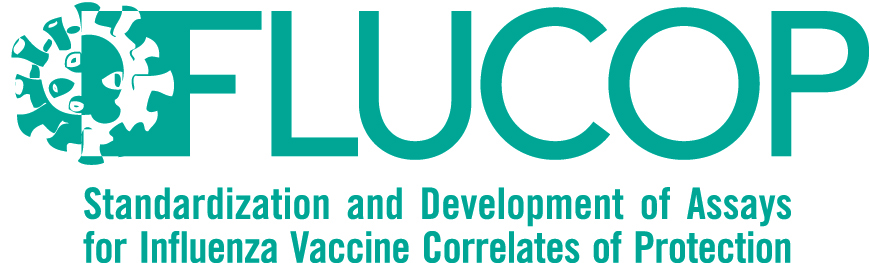 FLUCOP
Standardization and Development of Assays
for Influenza Vaccine Correlates of Protection